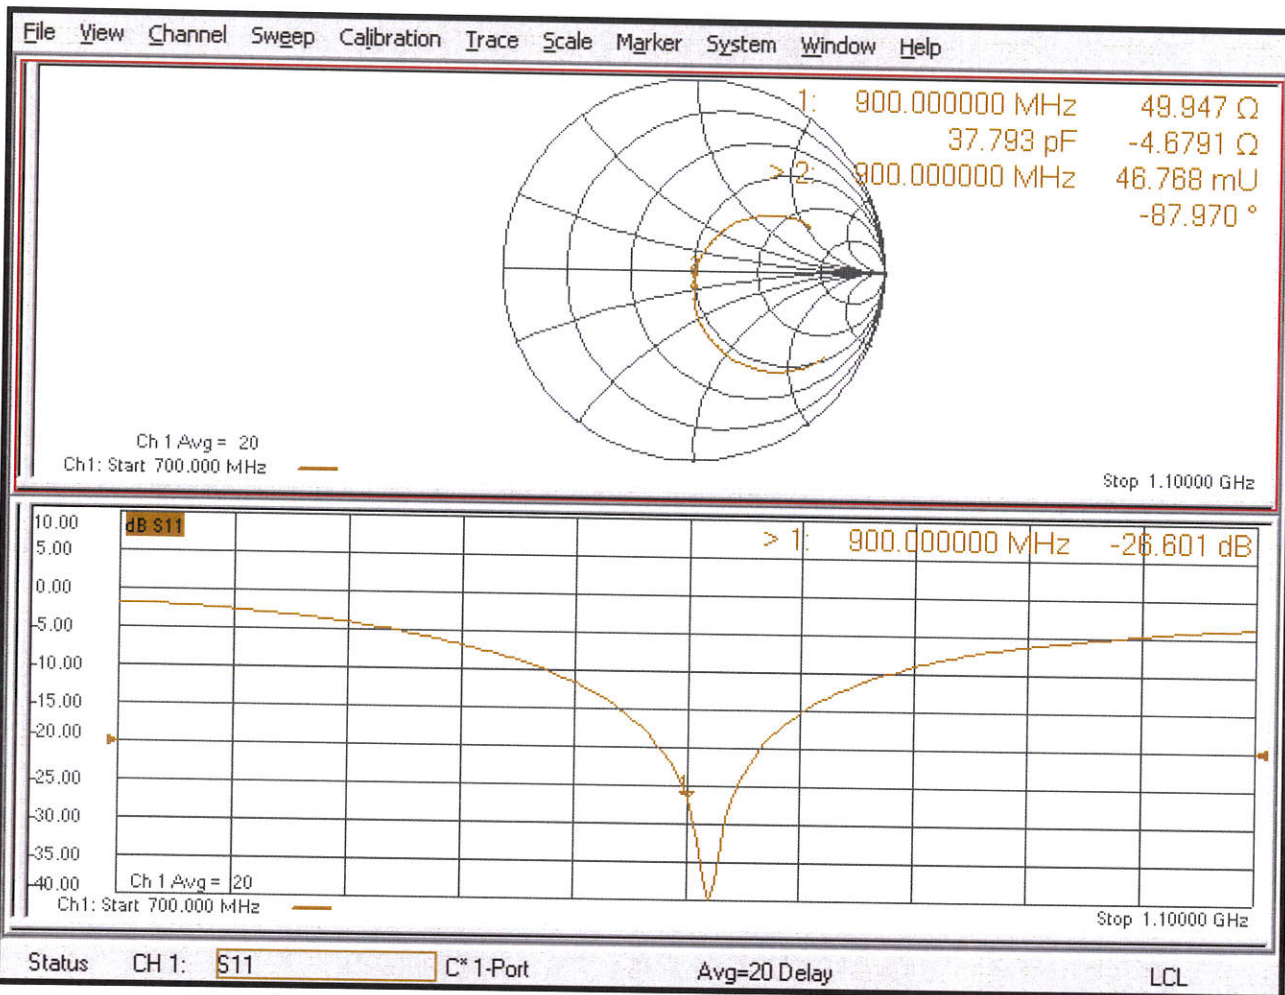 File View Channel Sweep Calibration Trace Scale Marker System Window Help
1: 900.000000 MHz 49.947 Ω
37.793 pF -4.6791 Ω
> 2: 900.000000 MHz 46.768 mU
-87.970 °
Ch 1 Avg = 20
Ch1: Start 700.000 MHz
Stop 1.10000 GHz
10.00
dB S11
> 1: 900.000000 MHz -26.601 dB
5.00
0.00
-5.00
-10.00
-15.00
-20.00
-25.00
1
-30.00
-35.00
-40.00
Ch 1 Avg = 20
Ch1: Start 700.000 MHz
Stop 1.10000 GHz
Status CH 1: S11 C* 1-Port Avg=20 Delay LCL